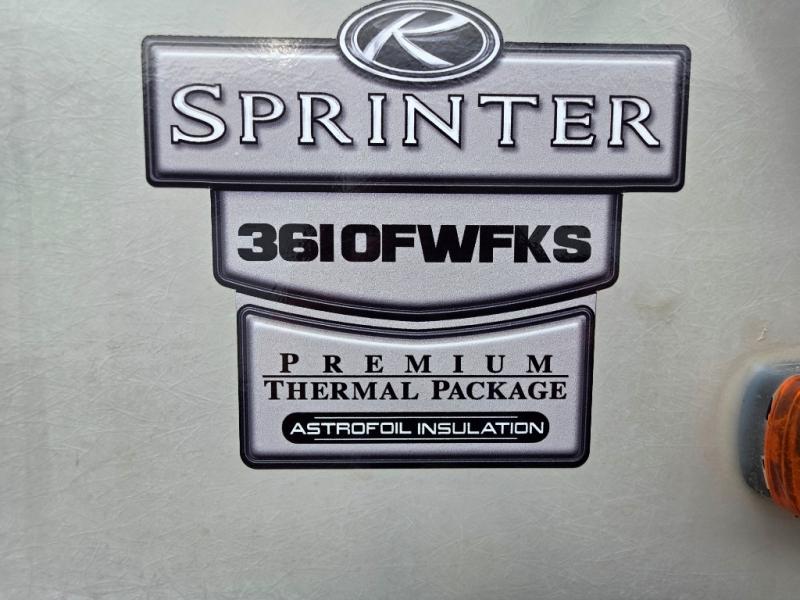 R
SPRINTER
3610FWFKS
PREMIUM
THERMAL PACKAGE
ASTROFOIL INSULATION